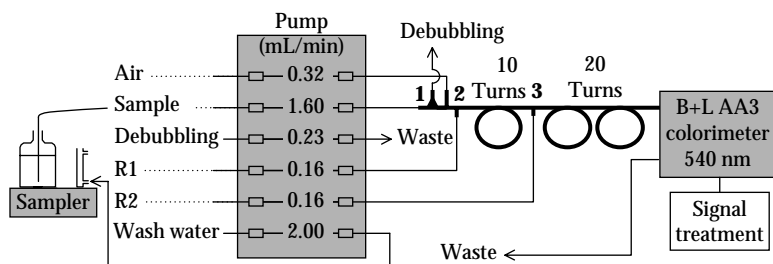 Pump
(mL/min)
Debubbling
Air 0.32
Sample 1.60
Debubbling 0.23 Waste
R1 0.16
R2 0.16
Wash water 2.00
Sampler
1 2 3
10
Turns
20
Turns
B+L AA3
colorimeter
540 nm
Signal
treatment
Waste